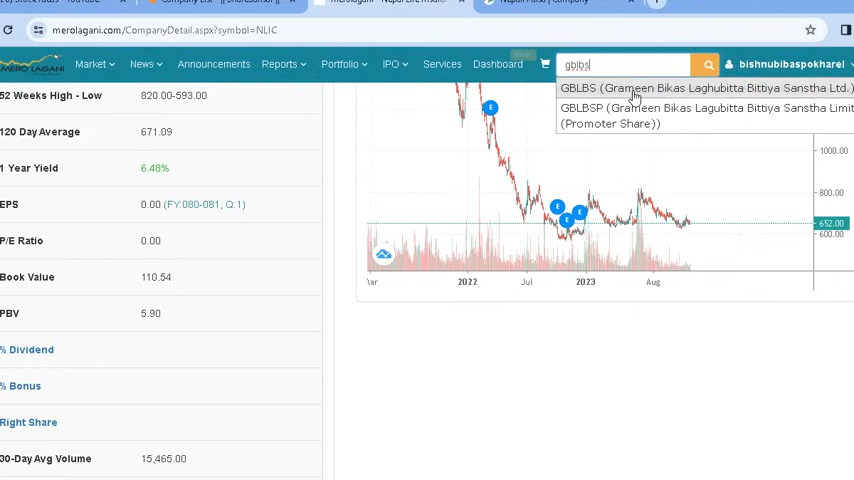 merolagani.com/CompanyDetail.aspx?symbol=NLIC
MERO LAGANI
Market
News
Announcements
Reports
Portfolio
IPO
Services
Dashboard
gblbs
bishnubibaspokharel
GBLBS (Grameen Bikas Laghubitta Bittiya Sanstha Ltd.)
GBLBSP (Grameen Bikas Lagubitta Bittiya Sanstha Limit
(Promoter Share))
52 Weeks High - Low 820.00-593.00
120 Day Average 671.09
1 Year Yield 6.48%
EPS 0.00 (FY:080-081, Q:1)
P/E Ratio 0.00
Book Value 110.54
PBV 5.90
% Dividend
% Bonus
Right Share
30-Day Avg Volume 15,465.00
E
E
E
E
1000.00
800.00
652.00
600.00
2022 Jul 2023 Aug